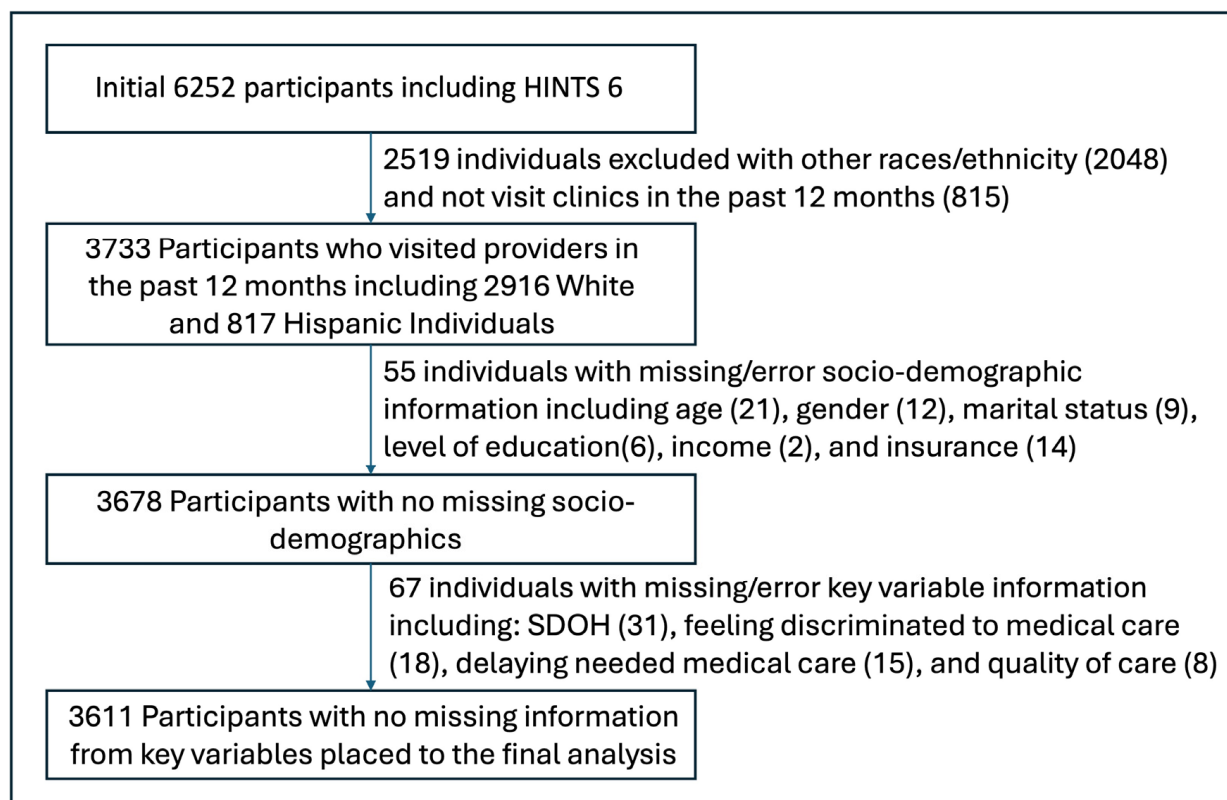 Initial 6252 participants including HINTS 6
2519 individuals excluded with other races/ethnicity (2048)
and not visit clinics in the past 12 months (815)
3733 Participants who visited providers in
the past 12 months including 2916 White
and 817 Hispanic Individuals
55 individuals with missing/error socio-demographic
information including age (21), gender (12), marital status (9),
level of education(6), income (2), and insurance (14)
3678 Participants with no missing socio-
demographics
67 individuals with missing/error key variable information
including: SDOH (31), feeling discriminated to medical care
(18), delaying needed medical care (15), and quality of care (8)
3611 Participants with no missing information
from key variables placed to the final analysis